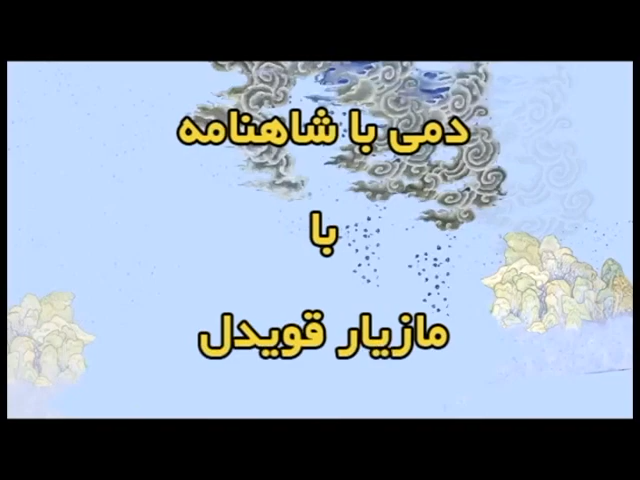 دمی با شاهنامه
با
مازیار قویدل